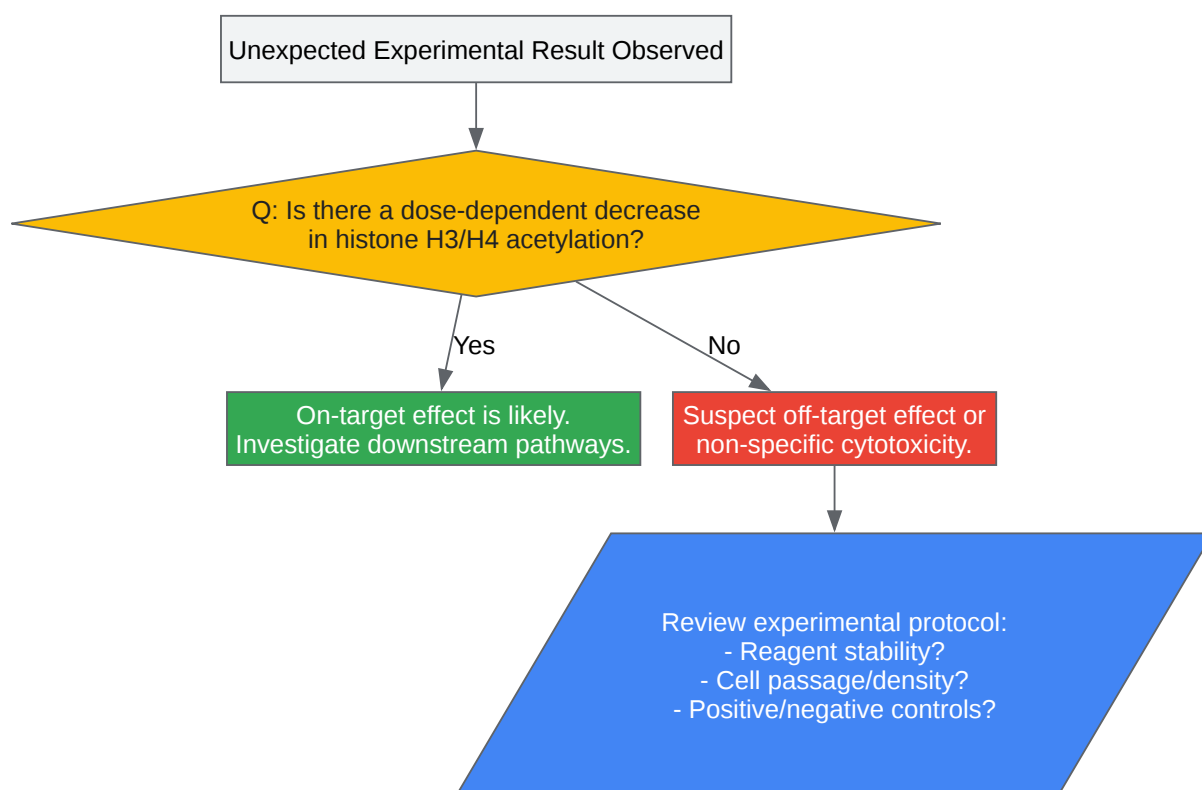 Unexpected Experimental Result Observed
Q: Is there a dose-dependent decrease
in histone H3/H4 acetylation?
Yes
No
On-target effect is likely.
Investigate downstream pathways.
Suspect off-target effect or
non-specific cytotoxicity.
Review experimental protocol:
- Reagent stability?
- Cell passage/density?
- Positive/negative controls?